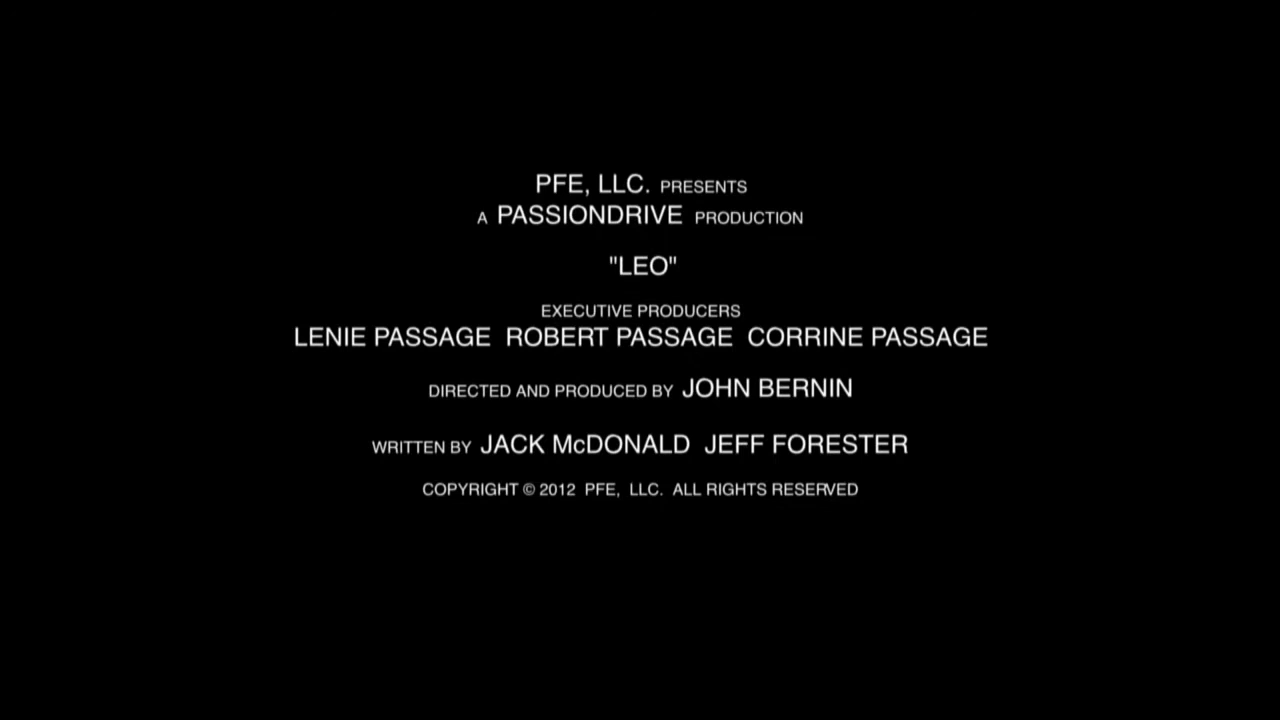 PFE, LLC. PRESENTS
A PASSIONDRIVE PRODUCTION
"LEO"
EXECUTIVE PRODUCERS
LENIE PASSAGE ROBERT PASSAGE CORRINE PASSAGE
DIRECTED AND PRODUCED BY JOHN BERNIN
WRITTEN BY JACK McDONALD JEFF FORESTER
COPYRIGHT © 2012 PFE, LLC. ALL RIGHTS RESERVED